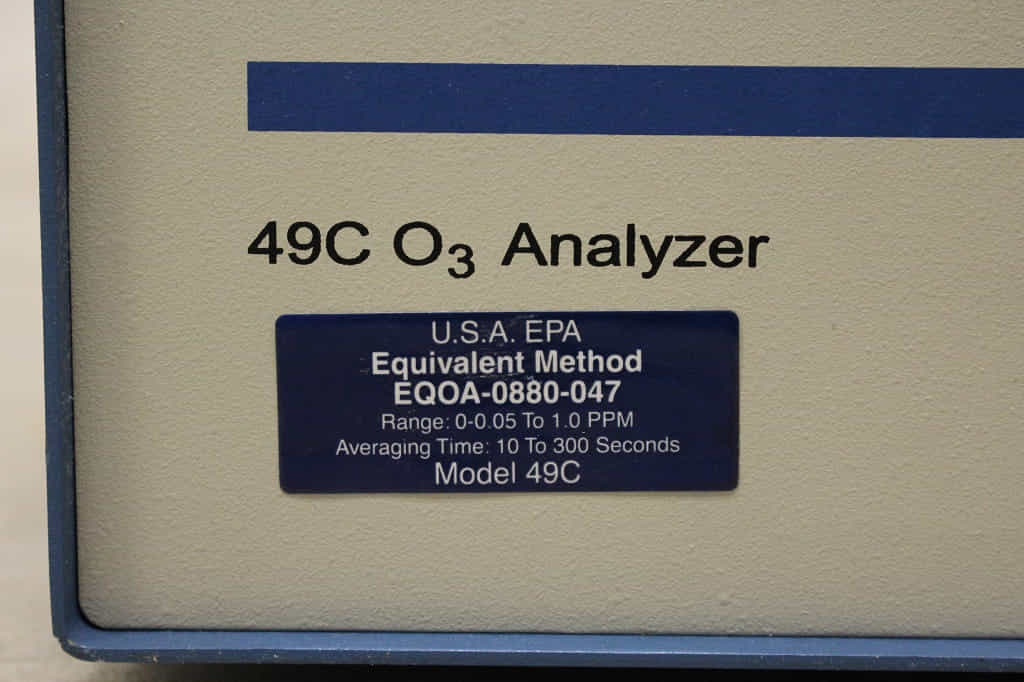 49C O₃ Analyzer
U.S.A. EPA
Equivalent Method
EQOA-0880-047
Range: 0-0.05 To 1.0 PPM
Averaging Time: 10 To 300 Seconds
Model 49C